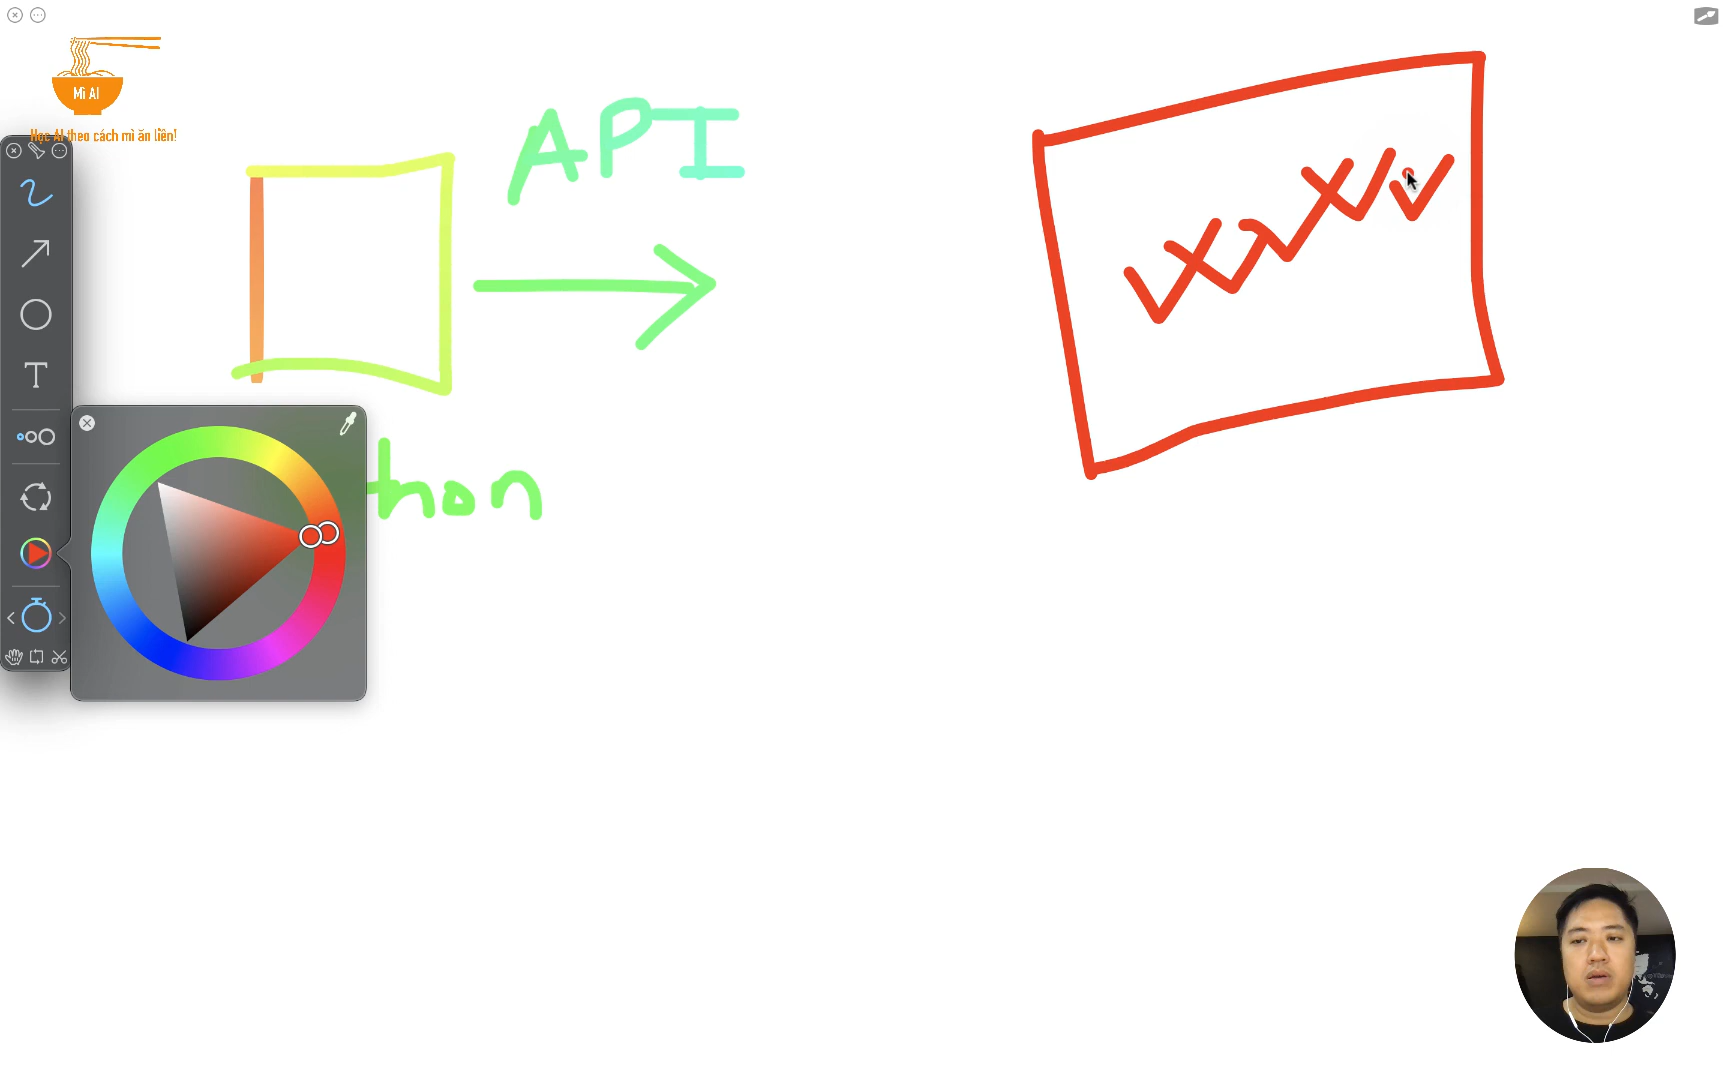 Mì AI
Học AI theo cách mì ăn liền!
API
hon